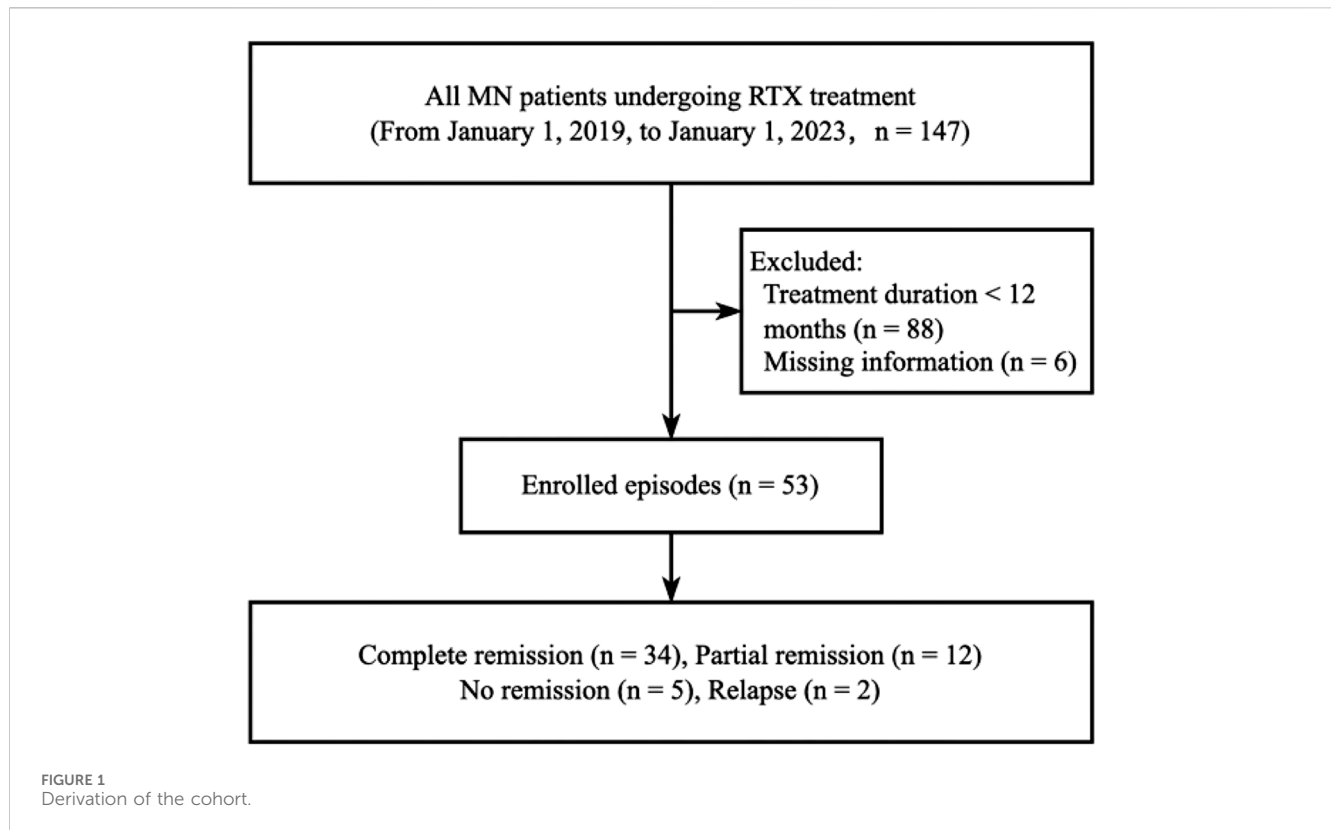 All MN patients undergoing RTX treatment
(From January 1, 2019, to January 1, 2023, n = 147)
Excluded:
Treatment duration < 12
months (n = 88)
Missing information (n = 6)
Enrolled episodes (n = 53)
Complete remission (n = 34), Partial remission (n = 12)
No remission (n = 5), Relapse (n = 2)
FIGURE 1
Derivation of the cohort.